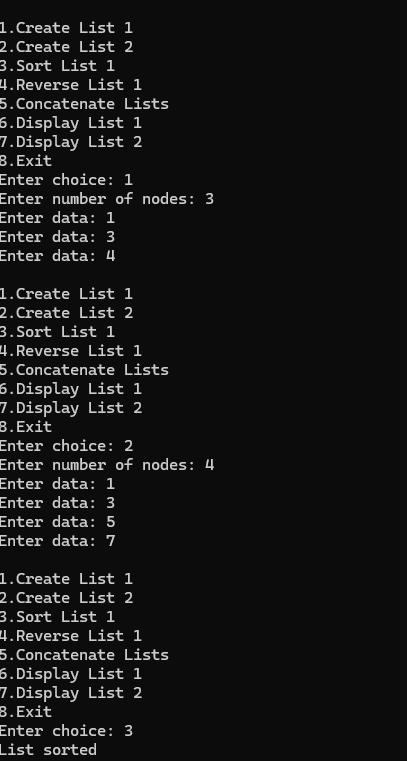 1.Create List 1
2.Create List 2
3.Sort List 1
4.Reverse List 1
5.Concatenate Lists
6.Display List 1
7.Display List 2
8.Exit
Enter choice: 1
Enter number of nodes: 3
Enter data: 1
Enter data: 3
Enter data: 4
1.Create List 1
2.Create List 2
3.Sort List 1
4.Reverse List 1
5.Concatenate Lists
6.Display List 1
7.Display List 2
8.Exit
Enter choice: 2
Enter number of nodes: 4
Enter data: 1
Enter data: 3
Enter data: 5
Enter data: 7
1.Create List 1
2.Create List 2
3.Sort List 1
4.Reverse List 1
5.Concatenate Lists
6.Display List 1
7.Display List 2
8.Exit
Enter choice: 3
List sorted